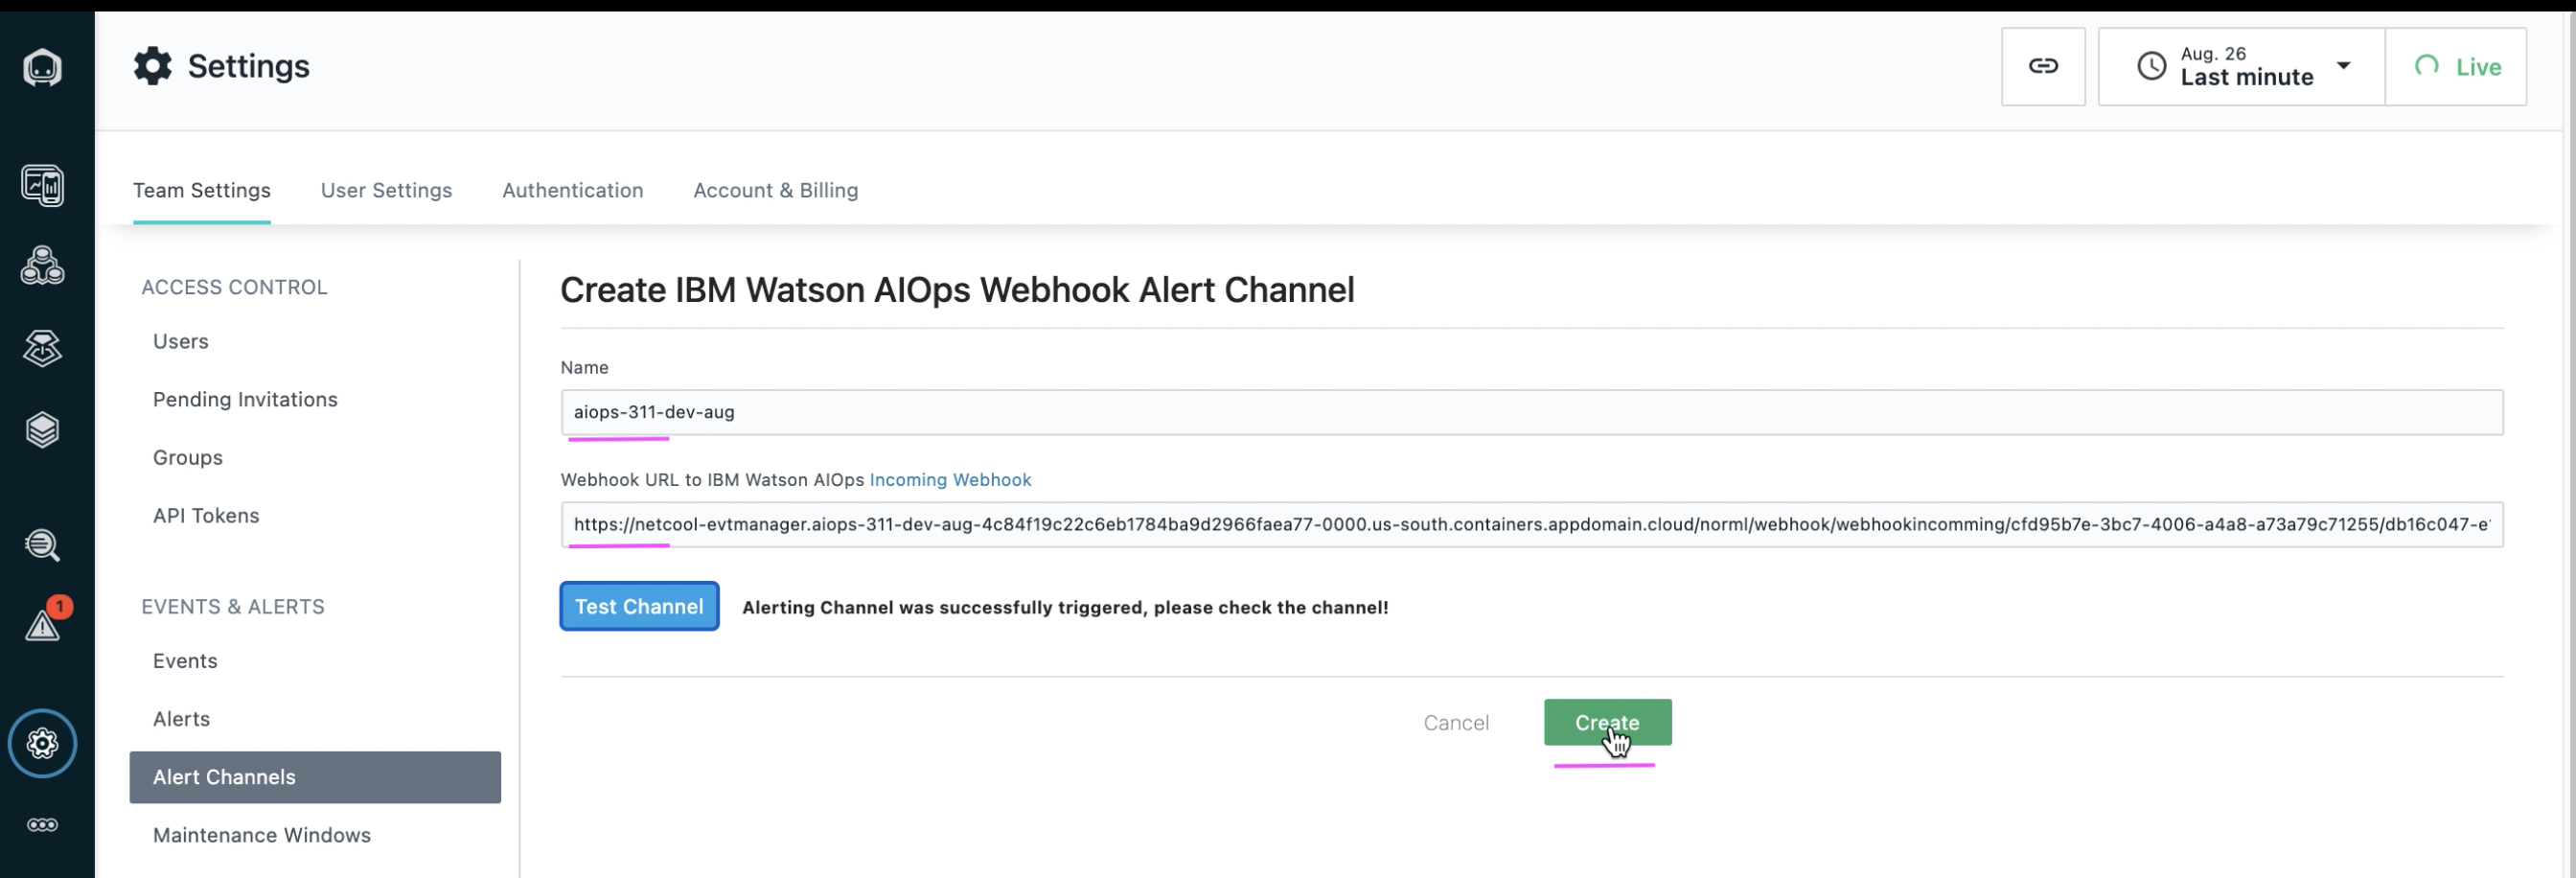 Settings
Aug. 26
Last minute
Live
Team Settings
User Settings
Authentication
Account & Billing
ACCESS CONTROL
Users
Pending Invitations
Groups
API Tokens
EVENTS & ALERTS
Events
Alerts
Alert Channels
Maintenance Windows
1
Create IBM Watson AIOps Webhook Alert Channel
Name
aiops-311-dev-aug
Webhook URL to IBM Watson AIOps Incoming Webhook
https://netcool-evtmanager.aiops-311-dev-aug-4c84f19c22c6eb1784ba9d2966faea77-0000.us-south.containers.appdomain.cloud/norml/webhook/webhookincomming/cfd95b7e-3bc7-4006-a4a8-a73a79c71255/db16c047-e
Test Channel
Alerting Channel was successfully triggered, please check the channel!
Cancel
Create